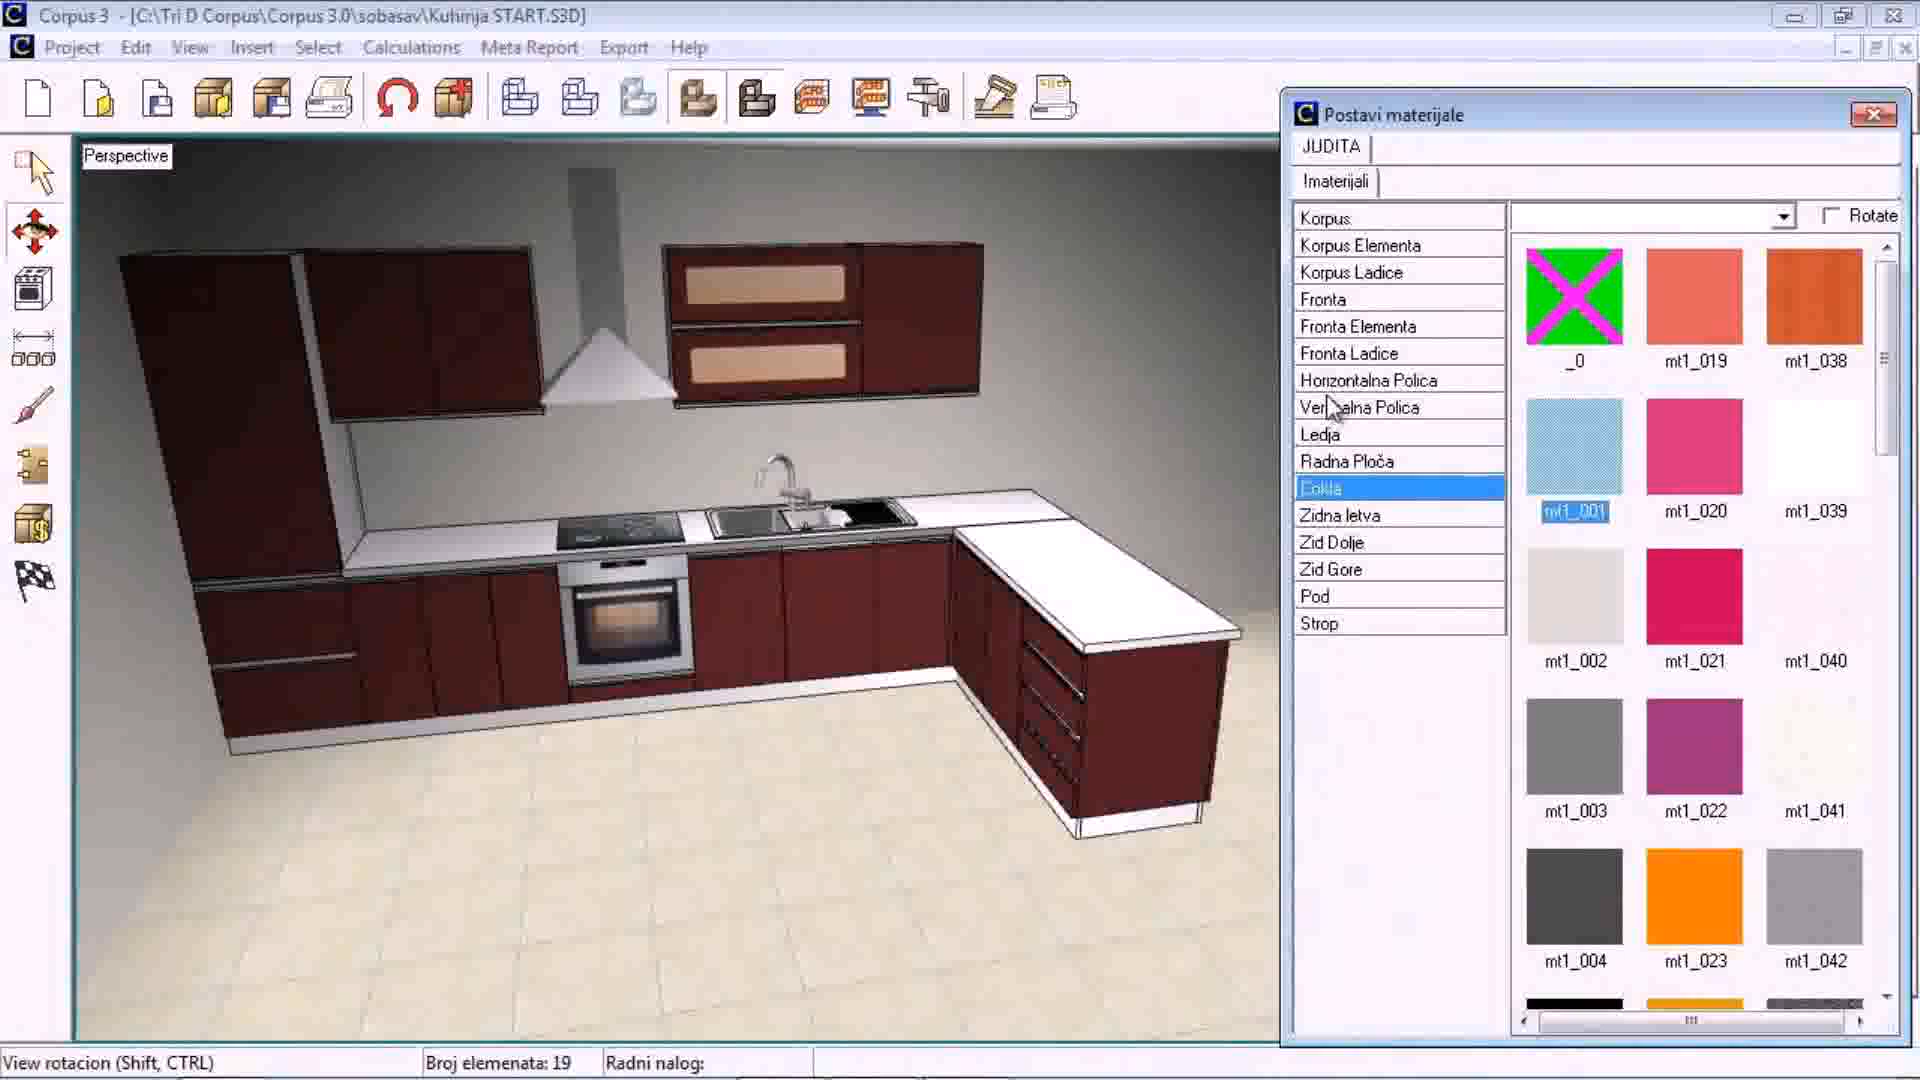 Corpus 3 - [C:\Tri D Corpus\Corpus 3.0\sobasav\Kuhinja START.S3D]
Project Edit View Insert Select Calculations Meta Report Export Help
Perspective
Postavi materijale
JUDITA
!materijali
Korpus
Rotate
Korpus Elementa
Korpus Ladice
Fronta
Fronta Elementa
Fronta Ladice
Horizontalna Polica
Polica
Ledja
Radna Ploča
Zidna letva
Zid Dolje
Zid Gore
Pod
Strop
_0 mt1_019 mt1_038
mt1_001 mt1_020 mt1_039
mt1_002 mt1_021 mt1_040
mt1_003 mt1_022 mt1_041
mt1_004 mt1_023 mt1_042
View rotacion (Shift, CTRL) Broj elemenata: 19 Radni nalog: